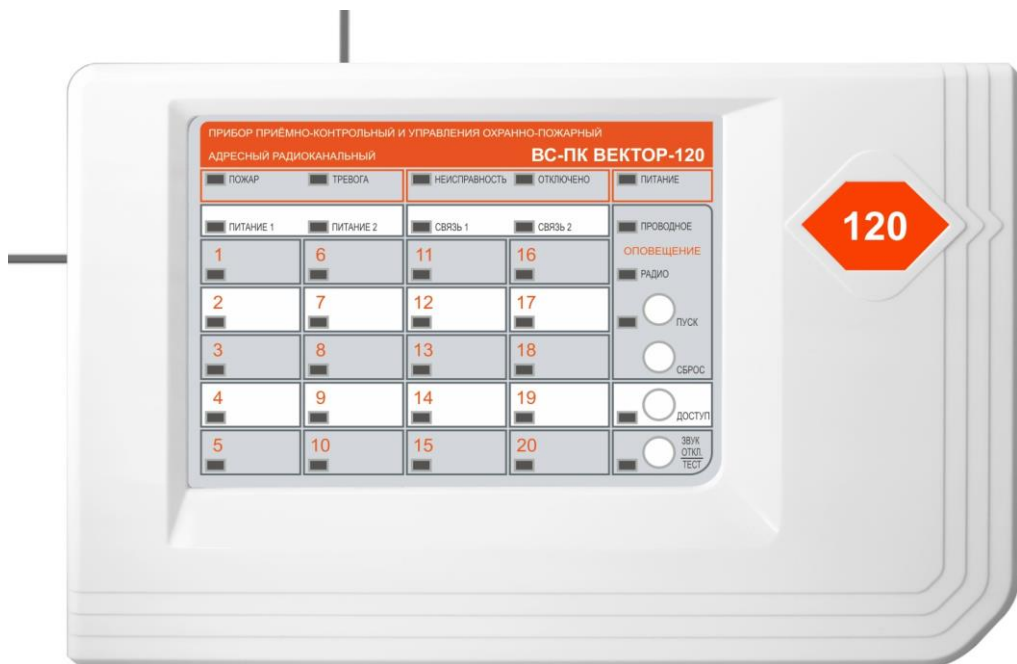 ПРИБОР ПРИЁМНО-КОНТРОЛЬНЫЙ И УПРАВЛЕНИЯ ОХРАННО-ПОЖАРНЫЙ
АДРЕСНЫЙ РАДИОКАНАЛЬНЫЙ ВС-ПК ВЕКТОР-120
ПОЖАР ТРЕВОГА НЕИСПРАВНОСТЬ ОТКЛЮЧЕНО ПИТАНИЕ
ПИТАНИЕ 1 ПИТАНИЕ 2 СВЯЗЬ 1 СВЯЗЬ 2 ПРОВОДНОЕ
1 6 11 16 ОПОВЕЩЕНИЕ
РАДИО
2 7 12 17
ПУСК
3 8 13 18
СБРОС
4 9 14 19
ДОСТУП
5 10 15 20
ЗВУК
ОТКЛ.
ТЕСТ
120